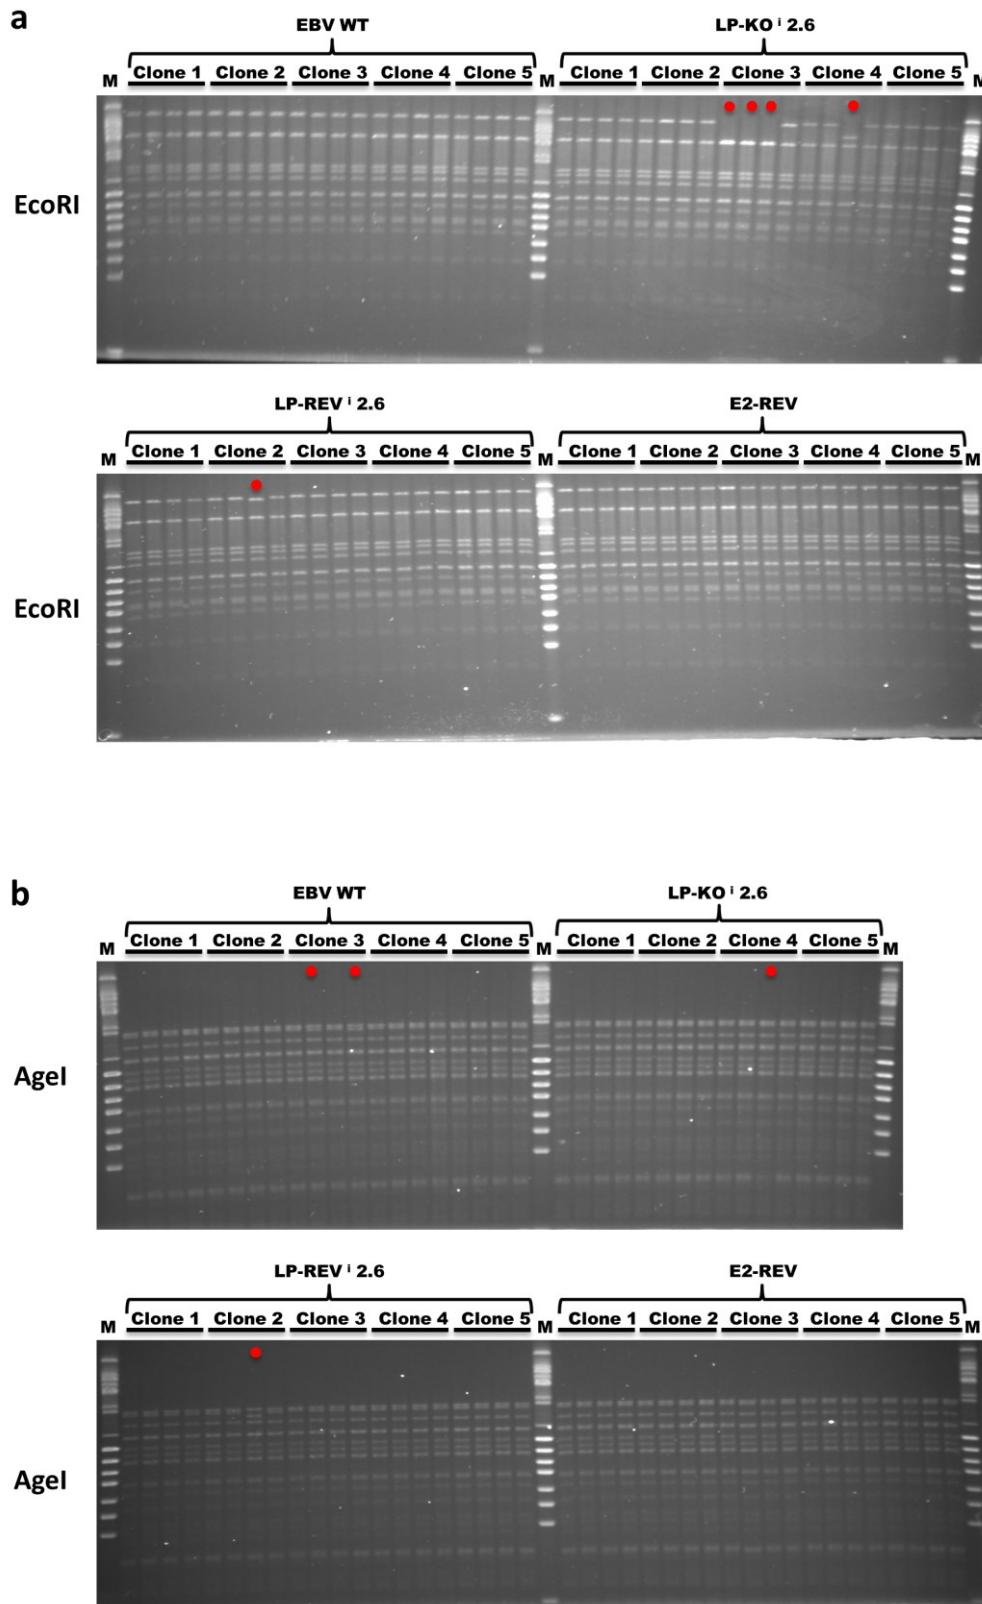 a
EBV WT LP-KO ⁱ 2.6
M Clone 1 Clone 2 Clone 3 Clone 4 Clone 5 M Clone 1 Clone 2 Clone 3 Clone 4 Clone 5 M
EcoRI
LP-REV ⁱ 2.6 E2-REV
M Clone 1 Clone 2 Clone 3 Clone 4 Clone 5 M Clone 1 Clone 2 Clone 3 Clone 4 Clone 5 M
EcoRI
b
EBV WT LP-KO ⁱ 2.6
M Clone 1 Clone 2 Clone 3 Clone 4 Clone 5 M Clone 1 Clone 2 Clone 4 Clone 5 M
AgeI
LP-REV ⁱ 2.6 E2-REV
M Clone 1 Clone 2 Clone 3 Clone 4 Clone 5 M Clone 1 Clone 2 Clone 3 Clone 4 Clone 5 M
AgeI